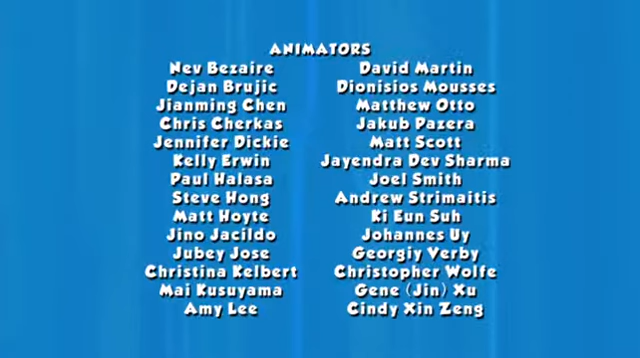 ANIMATORS
Nev Bezaire David Martin
Dejan Brujic Dionisios Mousses
Jianming Chen Matthew Otto
Chris Cherkas Jakub Pazera
Jennifer Dickie Matt Scott
Kelly Erwin Jayendra Dev Sharma
Paul Halasa Joel Smith
Steve Hong Andrew Strimaitis
Matt Hoyte Ki Eun Suh
Jino Jacildo Johannes Uy
Jubey Jose Georgiy Verby
Christina Kelbert Christopher Wolfe
Mai Kusuyama Gene (Jin) Xu
Amy Lee Cindy Xin Zeng